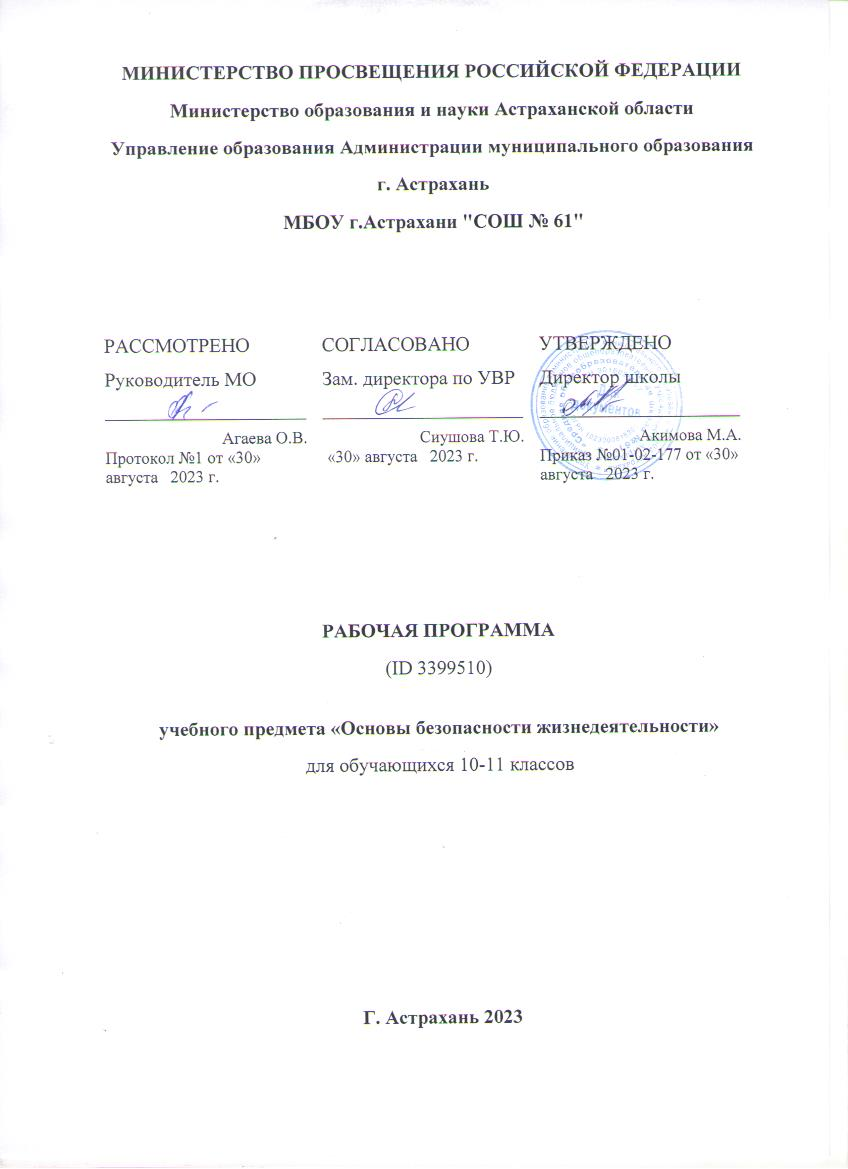 МИНИСТЕРСТВО ПРОСВЕЩЕНИЯ РОССИЙСКОЙ ФЕДЕРАЦИИ
Министерство образования и науки Астраханской области
Управление образования Администрации муниципального образования
г. Астрахань
МБОУ г.Астрахани "СОШ № 61"
РАССМОТРЕНО
Руководитель МО
Агаева О.В.
Протокол №1 от «30»
августа 2023 г.
СОГЛАСОВАНО
Зам. директора по УВР
Сиушова Т.Ю.
«30» августа 2023 г.
УТВЕРЖДЕНО
Директор школы
Акимова М.А.
Приказ №01-02-177 от «30»
августа 2023 г.
Для
документов
РАБОЧАЯ ПРОГРАММА
(ID 3399510)
учебного предмета «Основы безопасности жизнедеятельности»
для обучающихся 10-11 классов
Г. Астрахань 2023